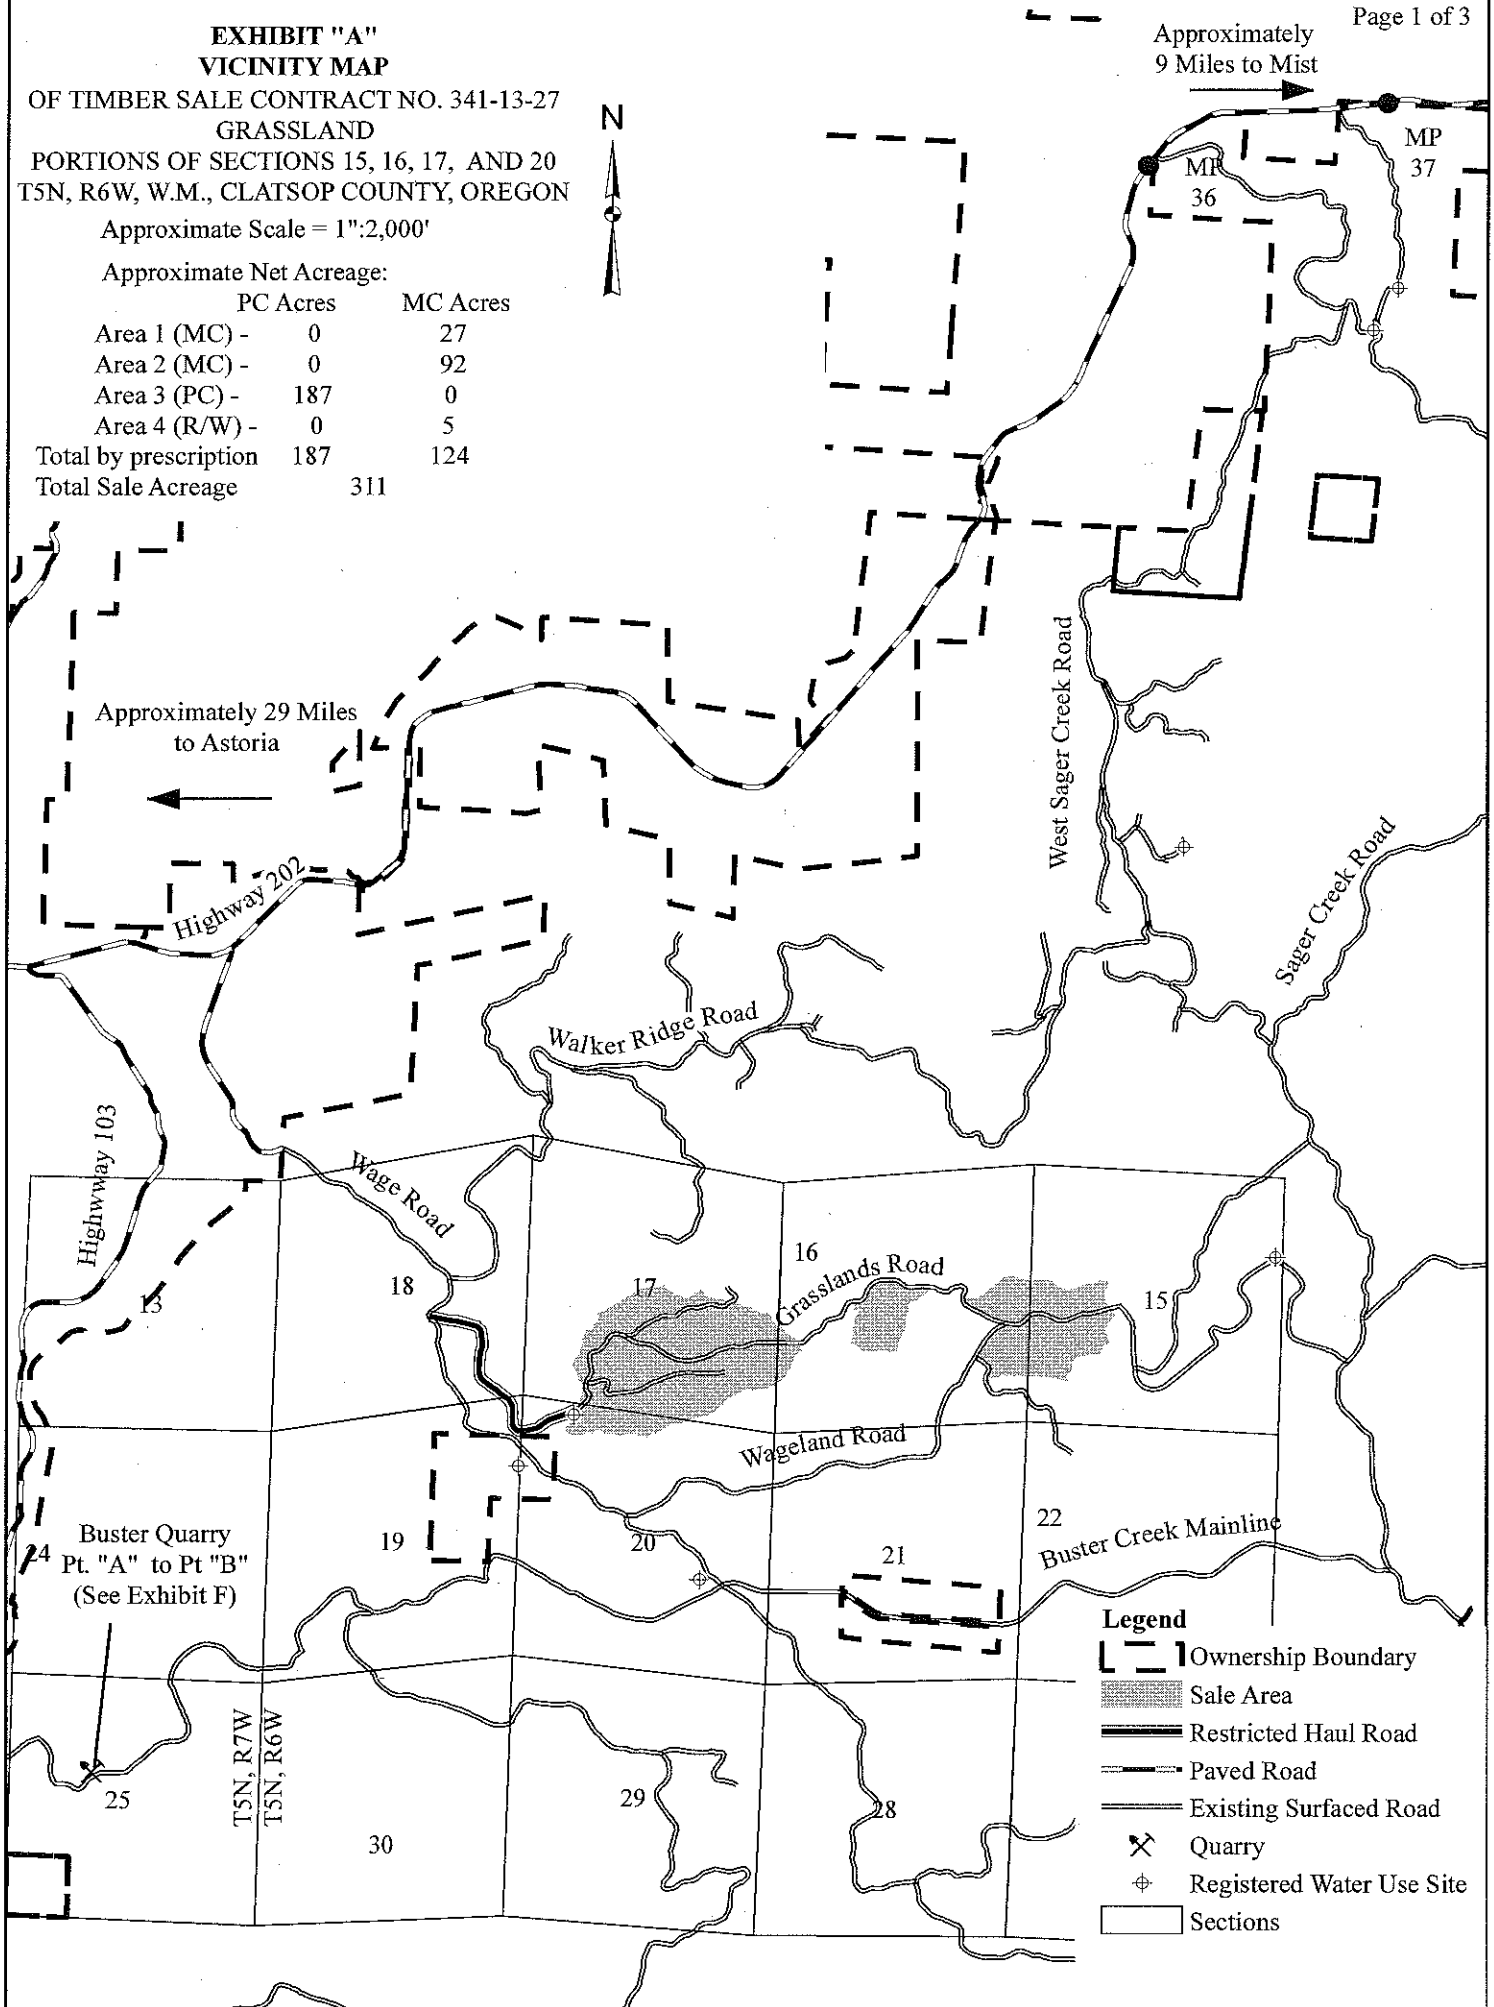 Page 1 of 3
EXHIBIT "A"
VICINITY MAP
OF TIMBER SALE CONTRACT NO. 341-13-27
GRASSLAND
PORTIONS OF SECTIONS 15, 16, 17, AND 20
T5N, R6W, W.M., CLATSOP COUNTY, OREGON
Approximate Scale = 1":2,000'
Approximate Net Acreage:
PC Acres MC Acres
Area 1 (MC) - 0 27
Area 2 (MC) - 0 92
Area 3 (PC) - 187 0
Area 4 (R/W) - 0 5
Total by prescription 187 124
Total Sale Acreage 311
N
Approximately
9 Miles to Mist
MP
36
MP
37
Approximately 29 Miles
to Astoria
West Sager Creek Road
Sager Creek Road
Highway 202
Walker Ridge Road
Highwway 103
Wage Road
13
18
17
16
Grasslands Road
15
Wageland Road
24
Buster Quarry
Pt. "A" to Pt "B"
(See Exhibit F)
19
20
21
22
Buster Creek Mainline
T5N, R7W
T5N, R6W
25
30
29
28
Legend
Ownership Boundary
Sale Area
Restricted Haul Road
Paved Road
Existing Surfaced Road
Quarry
Registered Water Use Site
Sections